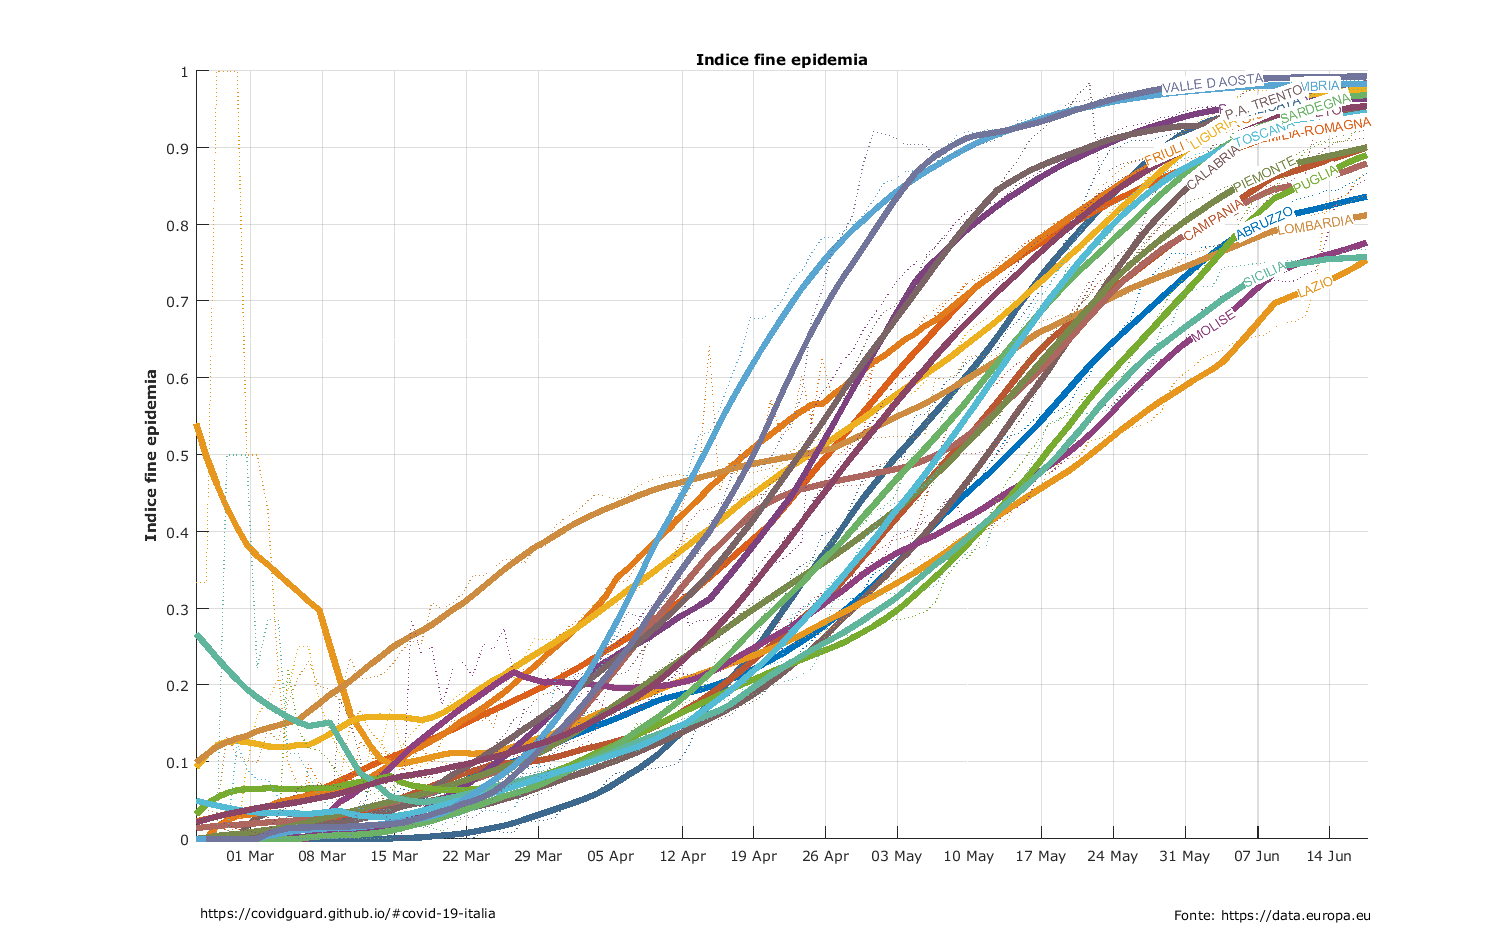 Indice fine epidemia
Indice fine epidemia
1
0.9
0.8
0.7
0.6
0.5
0.4
0.3
0.2
0.1
0
VALLE D AOSTA
P.A. TRENTO
SARDEGNA
LIGURIA
TOSCANA
FRIULI
CALABRIA
PIEMONTE
PUGLIA
CAMPANIA
ABRUZZO
LOMBARDIA
SICILIA
LAZIO
MOLISE
01 Mar 08 Mar 15 Mar 22 Mar 29 Mar 05 Apr 12 Apr 19 Apr 26 Apr 03 May 10 May 17 May 24 May 31 May 07 Jun 14 Jun
https://covidguard.github.io/#covid-19-italia
Fonte: https://data.europa.eu